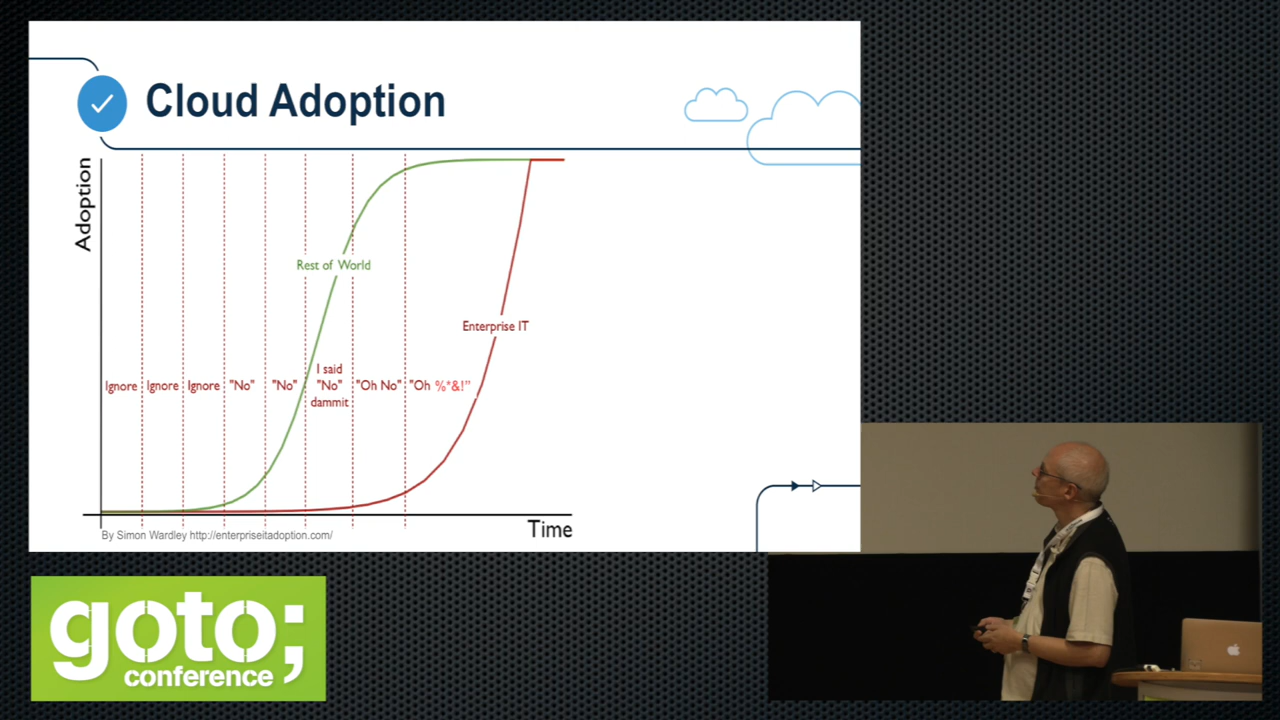 Cloud Adoption
Adoption
Rest of World
Enterprise IT
Ignore
Ignore
Ignore
"No"
"No"
I said
"No"
dammit
"Oh No"
"Oh %*&!"
Time
By Simon Wardley http://enterpriseitadoption.com/
goto;
conference